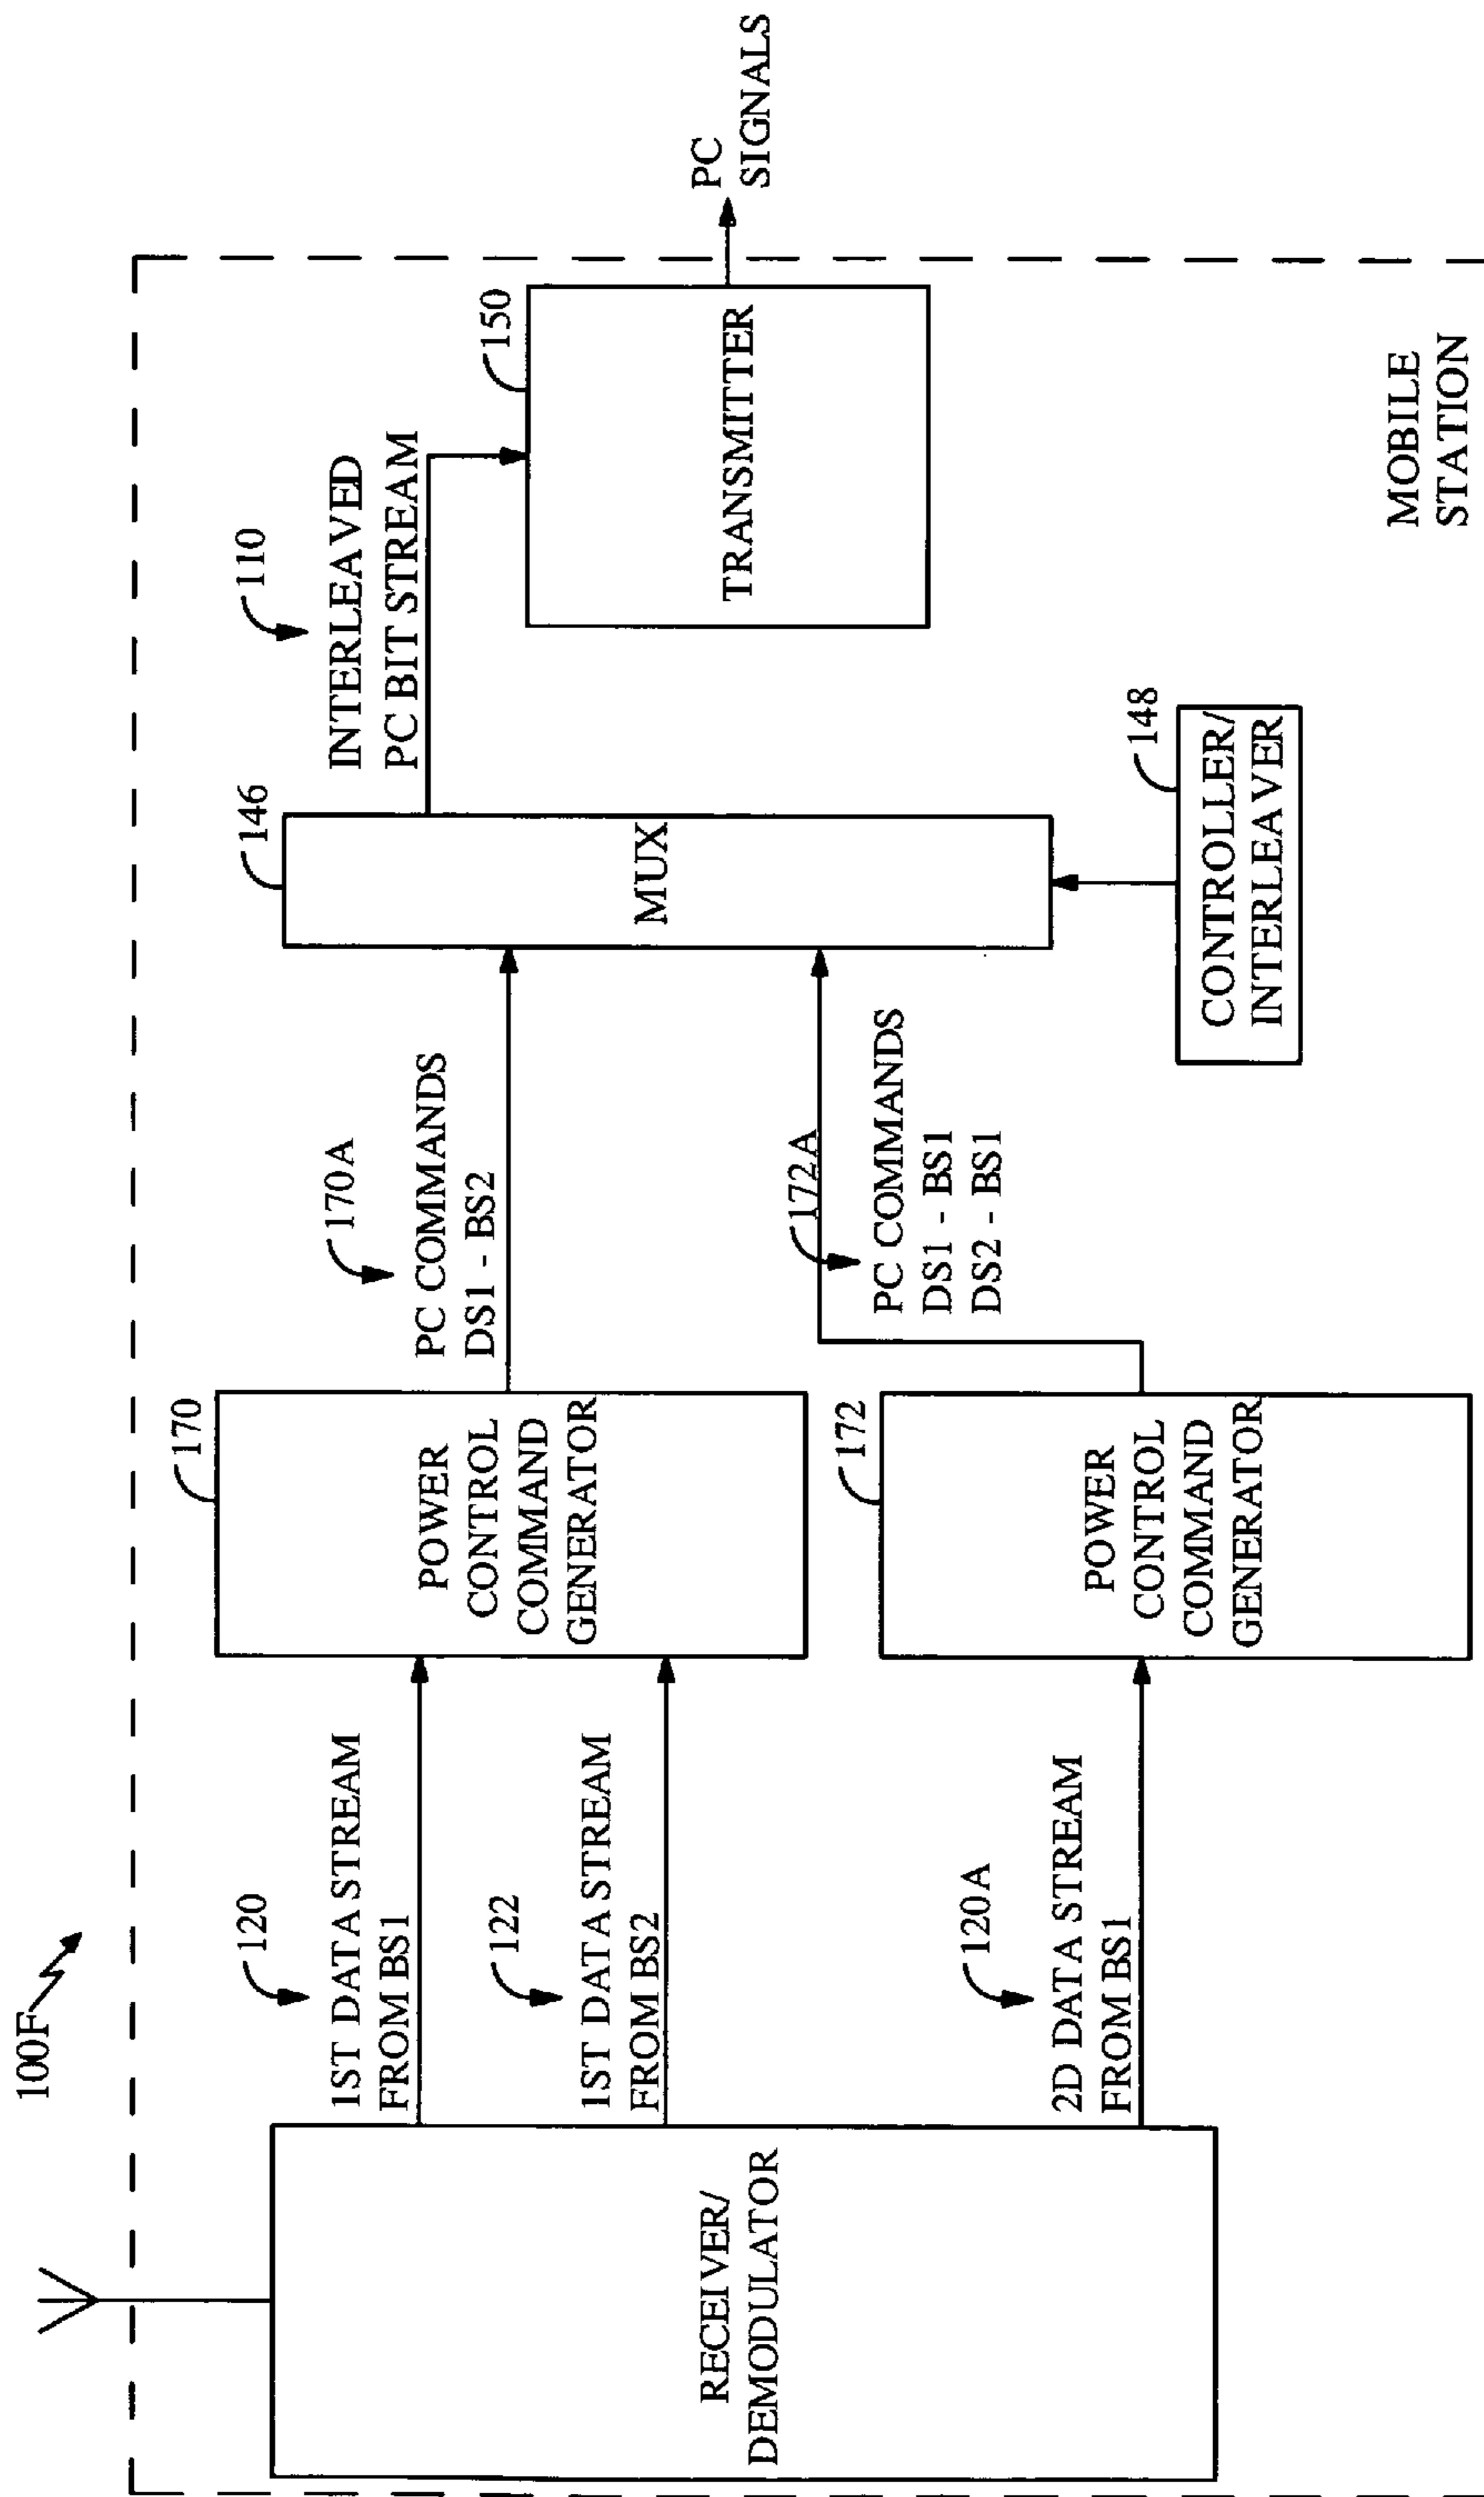 100F
RECEIVER/
DEMODULATOR
120
1ST DATA STREAM
FROM BS1
122
1ST DATA STREAM
FROM BS2
120A
2D DATA STREAM
FROM BS1
170
POWER
CONTROL
COMMAND
GENERATOR
172
POWER
CONTROL
COMMAND
GENERATOR
170A
PC COMMANDS
DS1 - BS2
172A
PC COMMANDS
DS1 - BS1
DS2 - BS1
146
MUX
148
CONTROLLER/
INTERLEAVER
110
INTERLEAVED
PC BIT STREAM
150
TRANSMITTER
PC
SIGNALS
MOBILE
STATION